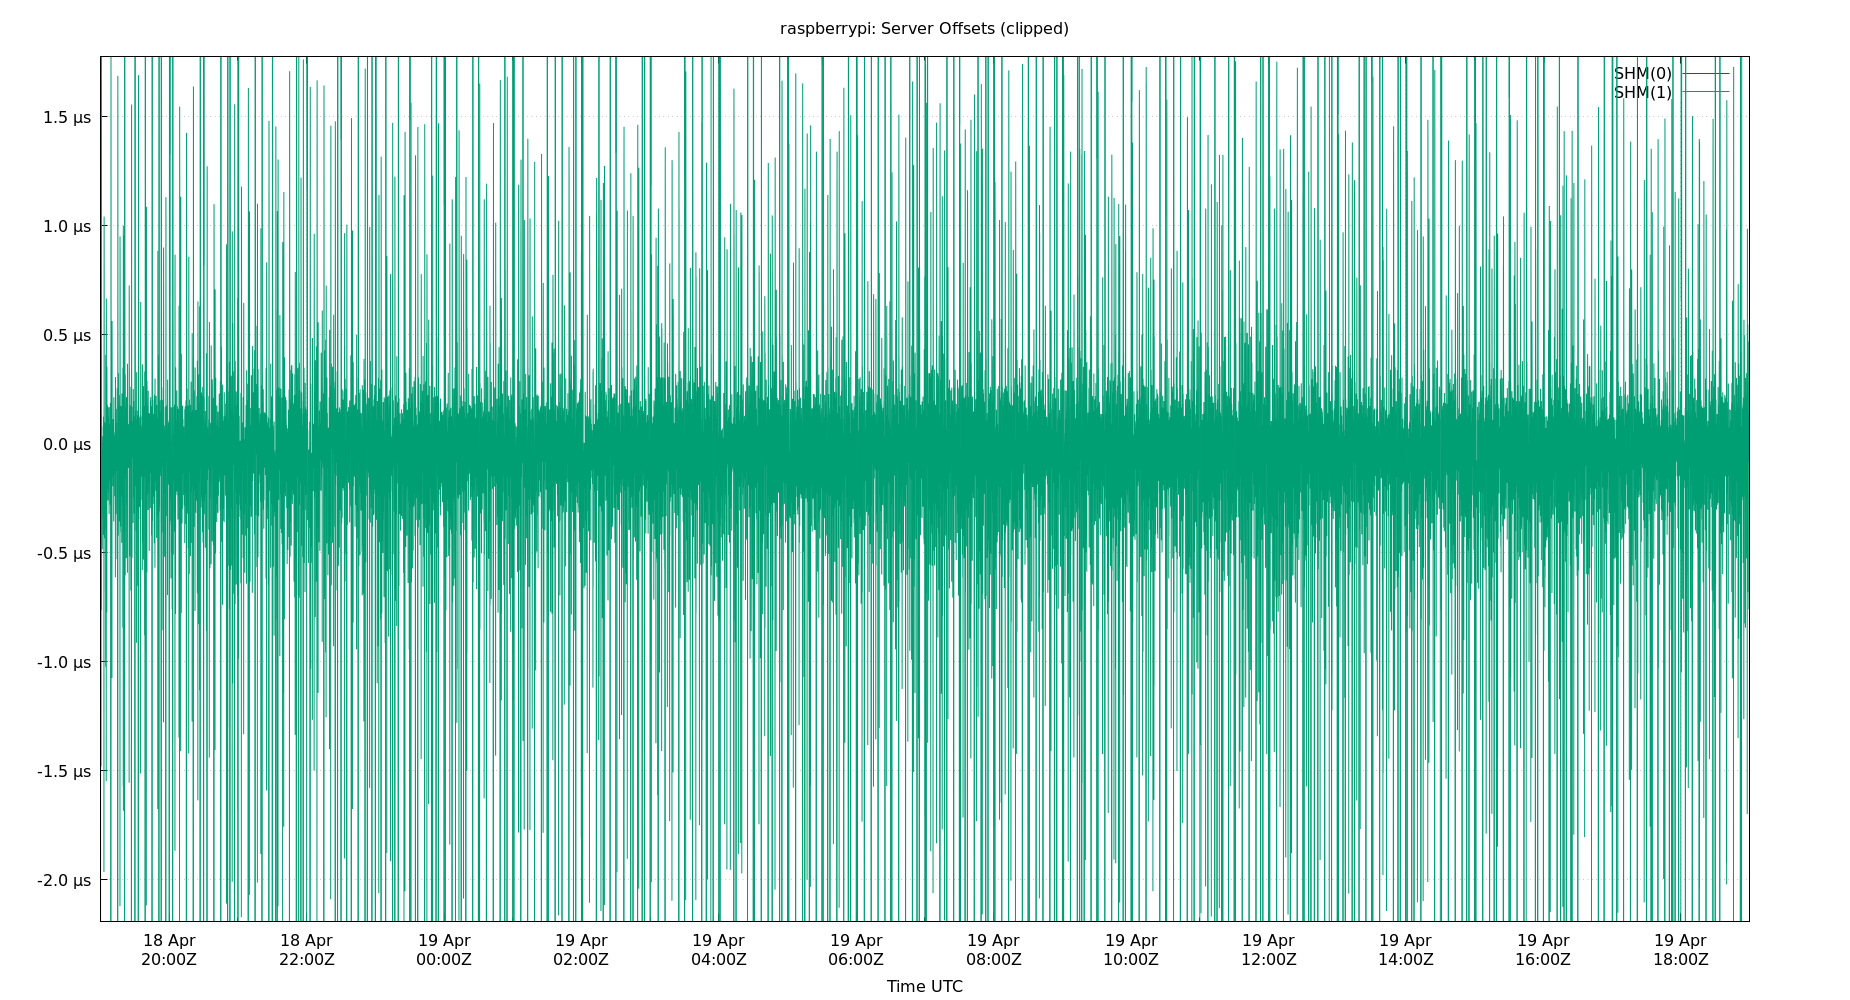 raspberrypi: Server Offsets (clipped)
SHM(0)
SHM(1)
1.5 µs
1.0 µs
0.5 µs
0.0 µs
-0.5 µs
-1.0 µs
-1.5 µs
-2.0 µs
18 Apr 18 Apr 19 Apr 19 Apr 19 Apr 19 Apr 19 Apr 19 Apr 19 Apr 19 Apr 19 Apr 19 Apr
20:00Z 22:00Z 00:00Z 02:00Z 04:00Z 06:00Z 08:00Z 10:00Z 12:00Z 14:00Z 16:00Z 18:00Z
Time UTC